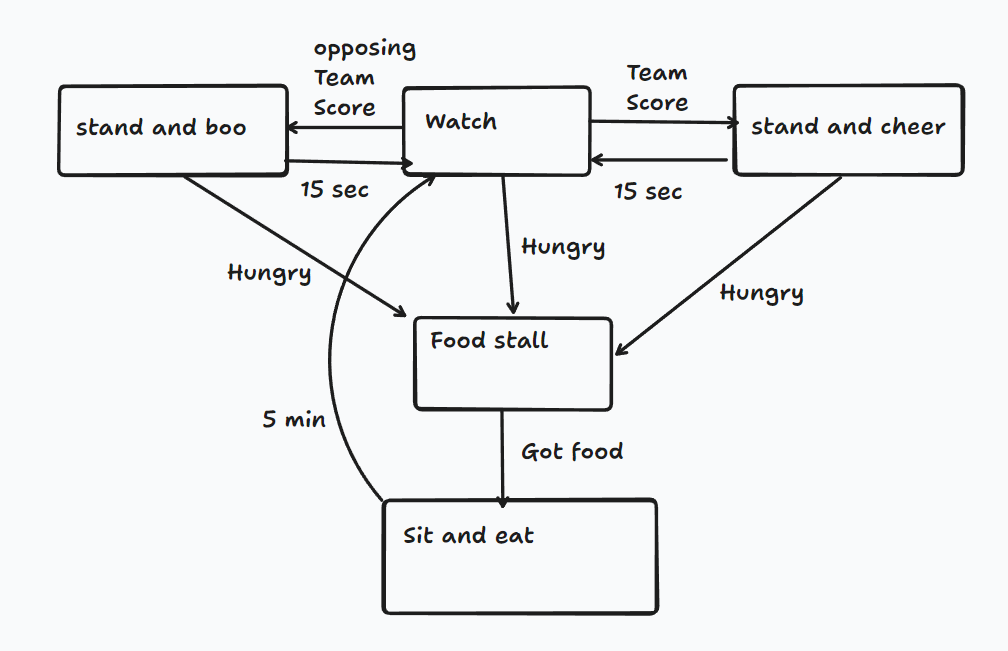 opposing
Team
Score
Team
Score
stand and boo
Watch
stand and cheer
15 sec
15 sec
Hungry
Hungry
Hungry
Food stall
5 min
Got food
Sit and eat